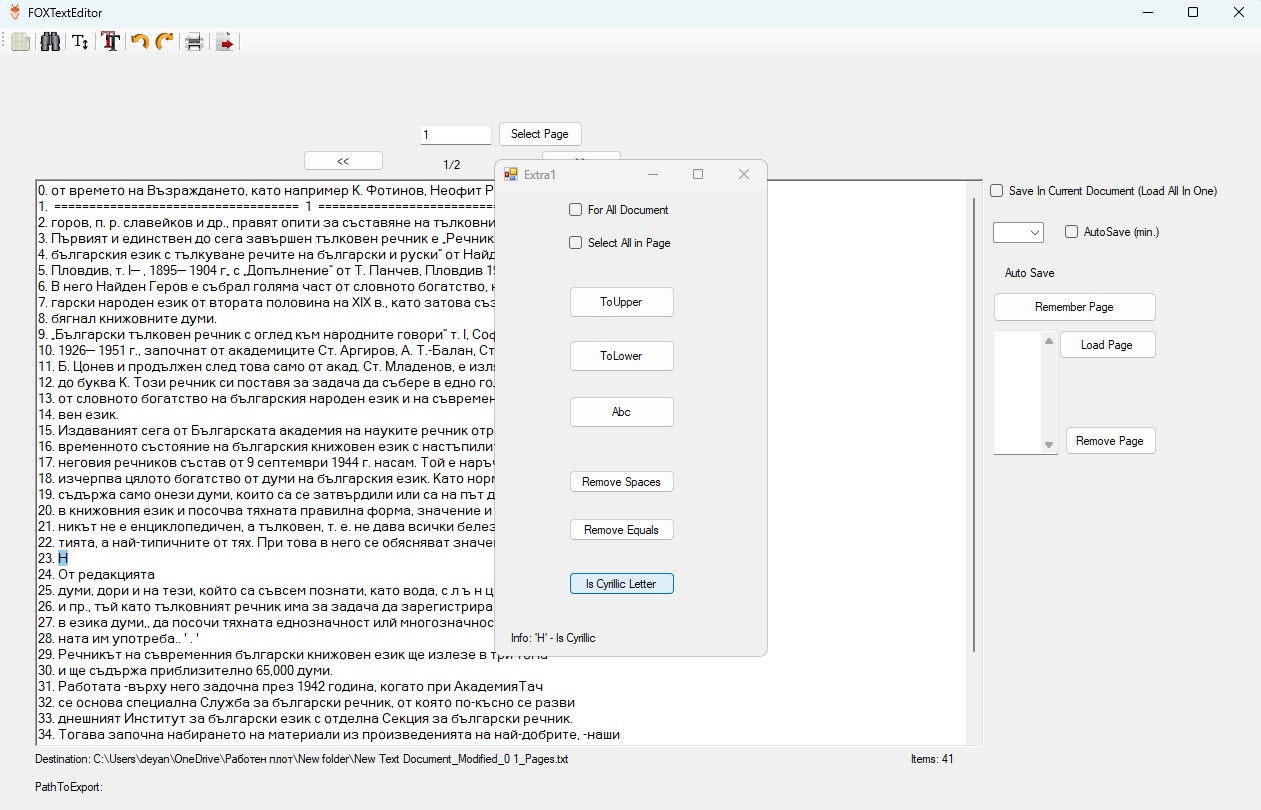 FOXTextEditor
1
Select Page
<<
1/2
0. от времето на Възраждането, като например К. Фотинов, Неофит Р
1. =================================== 1 =========================
2. горов, п. р. славейков и др., правят опити за съставяне на тълковни
3. Първият и единствен до сега завършен тълковен речник е „Речник
4. българския език с тълкуване речите на български и руски" от Найд
5. Пловдив, т. I— , 1895— 1904 г„ с „Допълнение" от Т. Панчев, Пловдив 19
6. В него Найден Геров е събрал голяма част от словното богатство,
7. гарски народен език от втората половина на XIX в., като затова съз
8. бягнал книжовните думи.
9. „Български тълковен речник с оглед към народните говори" т. I, Соф
10. 1926— 1951 г., започнат от академиците Ст. Аргиров, А. Т.-Балан, Ст
11. Б. Цонев и продължен след това само от акад. Ст. Младенов, е изля
12. до буква К. Този речник си поставя за задача да събере в едно го
13. от словното богатство на българския народен език и на съвремен
14. вен език.
15. Издаваният сега от Българската академия на науките речник отр
16. временното състояние на българския книжовен език с настъпили
17. неговия речников състав от 9 септември 1944 г. насам. Той е наръч
18. изчерпва цялото богатство от думи на българския език. Като норм
19. съдържа само онези думи, които са се затвърдили или са на път д
20. в книжовния език и посочва тяхната правилна форма, значение и
21. никът не е енциклопедичен, а тълковен, т. е. не дава всички белез
22. тията, а най-типичните от тях. При това в него се обясняват значе
23. Н
24. От редакцията
25. думи, дори и на тези, който са съвсем познати, като вода, с л ъ н ц
26. и пр., тъй като тълковният речник има за задача да зарегистрира
27. в езика думи,, да посочи тяхната еднозначност илй многозначнос
28. ната им употреба.. ' . '
29. Речникът на съвременния български книжовен език ще излезе в три тома
30. и ще съдържа приблизително 65,000 думи.
31. Работата -върху него задочна през 1942 година, когато при АкадемияТач
32. се основа специална Служба за български речник, от която по-късно се разви
33. днешният Институт за български език с отделна Секция за български речник.
34. Тогава започна набирането на материали из произведенията на най-добрите, -наши
Extra1
For All Document
Select All in Page
ToUpper
ToLower
Abc
Remove Spaces
Remove Equals
Is Cyrillic Letter
Info: 'Н' - Is Cyrillic
Save In Current Document (Load All In One)
AutoSave (min.)
Auto Save
Remember Page
Load Page
Remove Page
Destination: C:\Users\deyan\OneDrive\Работен плот\New folder\New Text Document_Modified_0 1_Pages.txt
Items: 41
PathToExport: